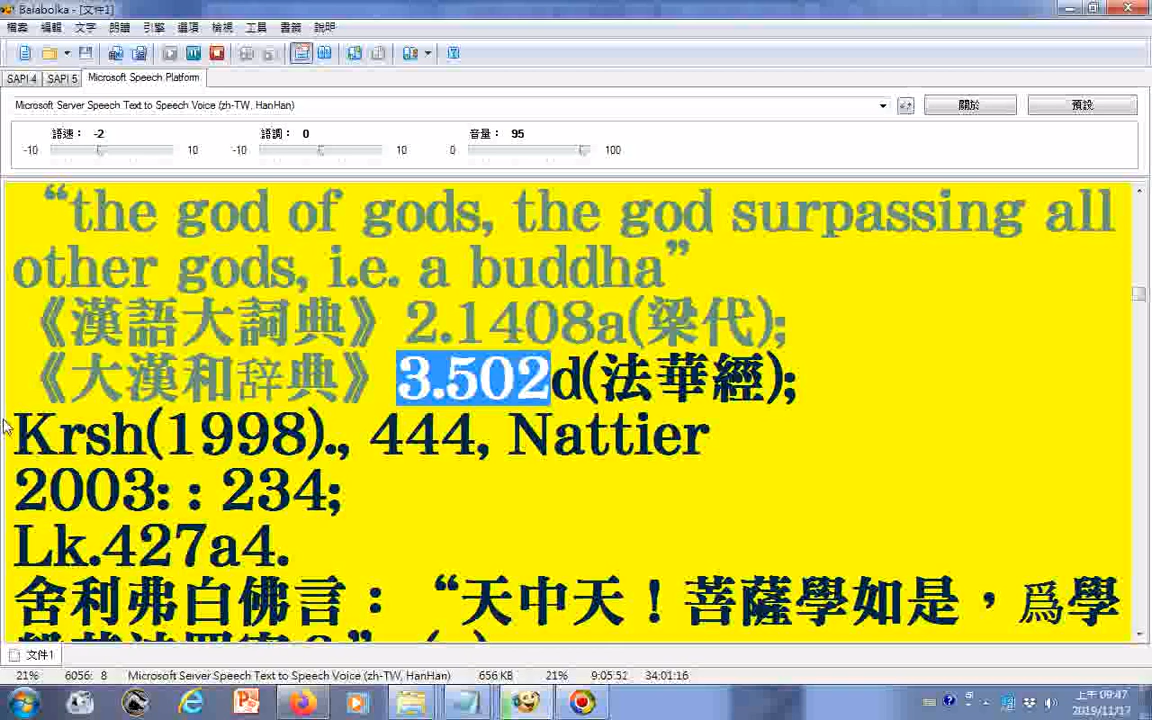 Balabolka - [文件1]
檔案 編輯 文字 朗讀 引擎 選項 檢視 工具 書籤 說明
SAPI 4 SAPI 5 Microsoft Speech Platform
Microsoft Server Speech Text to Speech Voice (zh-TW, HanHan) 關於 預設
語速： -2 語調： 0 音量： 95
-10 10 -10 10 0 100
“the god of gods, the god surpassing all
other gods, i.e. a buddha”
《漢語大詞典》 2.1408a(梁代);
《大漢和辞典》 3.502d(法華經);
Krsh(1998)., 444, Nattier
2003: : 234;
Lk.427a4.
舍利弗白佛言：“天中天！菩薩學如是，爲學
文件1
21% 6056: 8 Microsoft Server Speech Text to Speech Voice (zh-TW, HanHan) 656 KB 21% 9:05:52 34:01:16
上午 09:47
2019/11/17